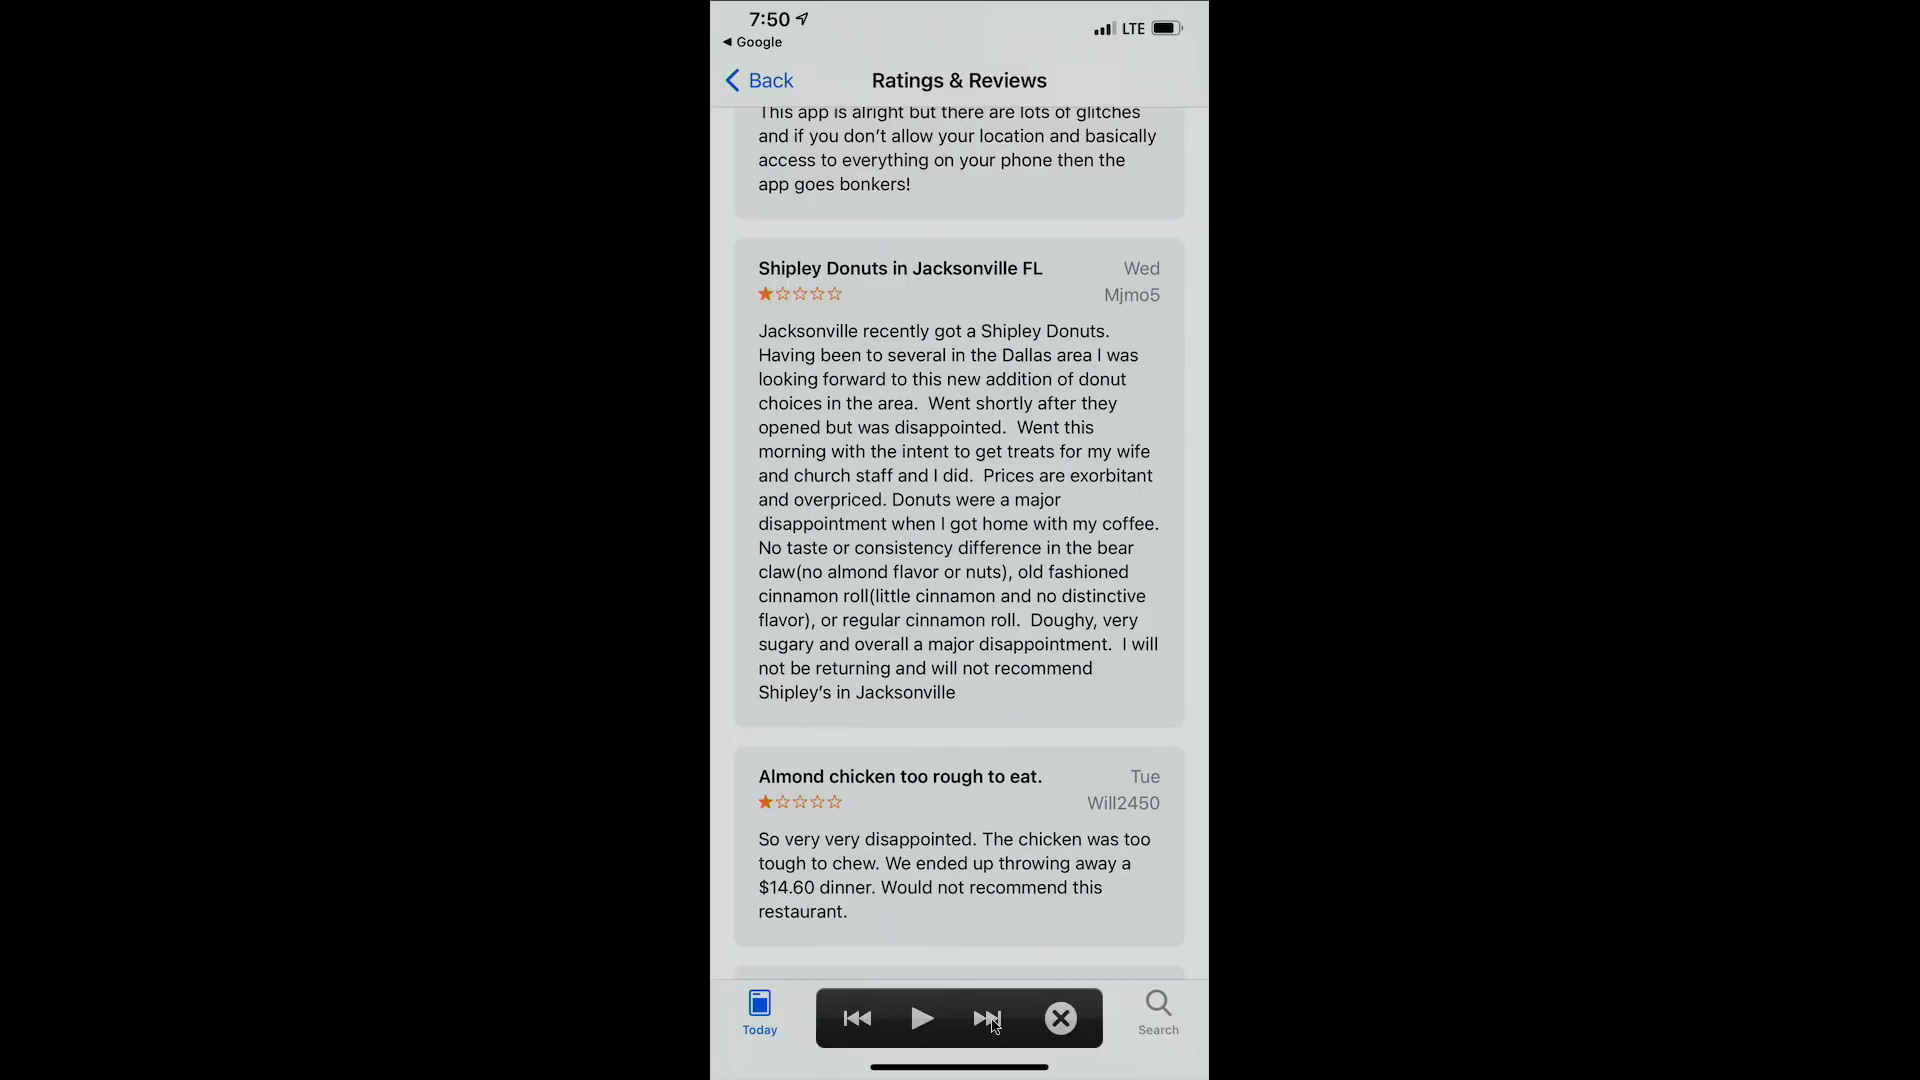 7:50
LTE
◀ Google
Back
Ratings & Reviews
This app is alright but there are lots of glitches
and if you don’t allow your location and basically
access to everything on your phone then the
app goes bonkers!
Shipley Donuts in Jacksonville FL
Wed
Mjmo5
Jacksonville recently got a Shipley Donuts.
Having been to several in the Dallas area I was
looking forward to this new addition of donut
choices in the area.  Went shortly after they
opened but was disappointed.  Went this
morning with the intent to get treats for my wife
and church staff and I did.  Prices are exorbitant
and overpriced. Donuts were a major
disappointment when I got home with my coffee.
No taste or consistency difference in the bear
claw(no almond flavor or nuts), old fashioned
cinnamon roll(little cinnamon and no distinctive
flavor), or regular cinnamon roll.  Doughy, very
sugary and overall a major disappointment.  I will
not be returning and will not recommend
Shipley’s in Jacksonville
Almond chicken too rough to eat.
Tue
Will2450
So very very disappointed. The chicken was too
tough to chew. We ended up throwing away a
$14.60 dinner. Would not recommend this
restaurant.
Today
Search